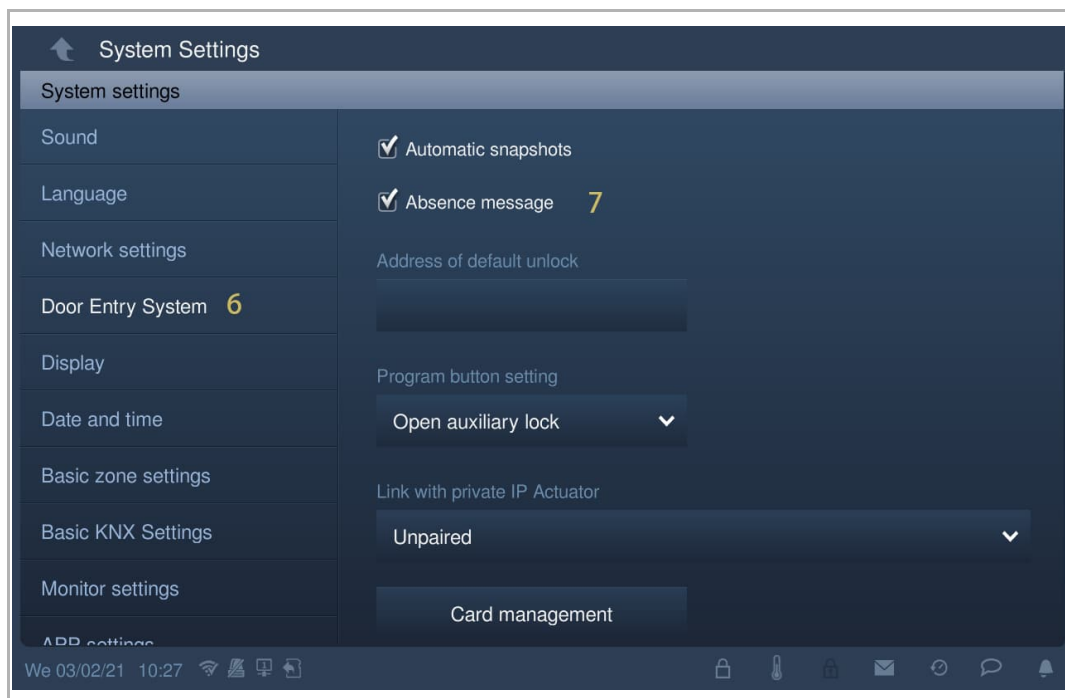 System Settings
System settings
Sound
Language
Network settings
Door Entry System 6
Display
Date and time
Basic zone settings
Basic KNX Settings
Monitor settings
APP settings
Automatic snapshots
Absence message 7
Address of default unlock
Program button setting
Open auxiliary lock
Link with private IP Actuator
Unpaired
Card management
We 03/02/21 10:27